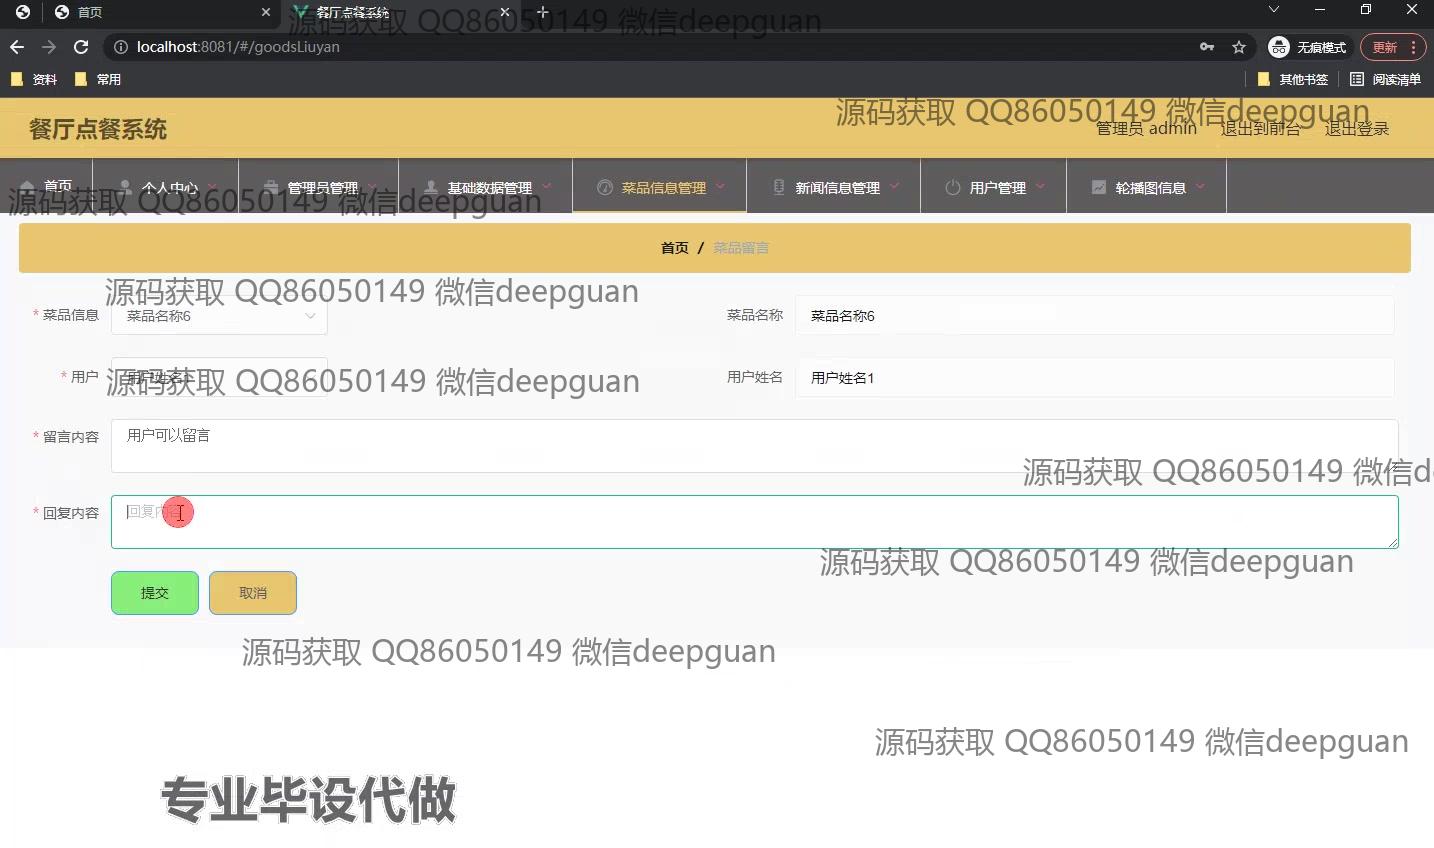 首页
餐厅点餐系统
源码获取 QQ86050149 微信deepguan
localhost:8081/#/goodsLiuyan
无痕模式
更新
资料
常用
其他书签
阅读清单
餐厅点餐系统
源码获取 QQ86050149 微信deepguan
管理员 admin
退出到前台
退出登录
首页
个人中心
管理员管理
基础数据管理
菜品信息管理
新闻信息管理
用户管理
轮播图信息
源码获取 QQ86050149 微信deepguan
首页 / 菜品留言
源码获取 QQ86050149 微信deepguan
* 菜品信息
菜品名称6
菜品名称
菜品名称6
* 用户
用户姓名1
源码获取 QQ86050149 微信deepguan
用户姓名
用户姓名1
* 留言内容
用户可以留言
源码获取 QQ86050149 微信d
* 回复内容
回复内容
源码获取 QQ86050149 微信deepguan
提交
取消
源码获取 QQ86050149 微信deepguan
源码获取 QQ86050149 微信deepguan
专业毕设代做